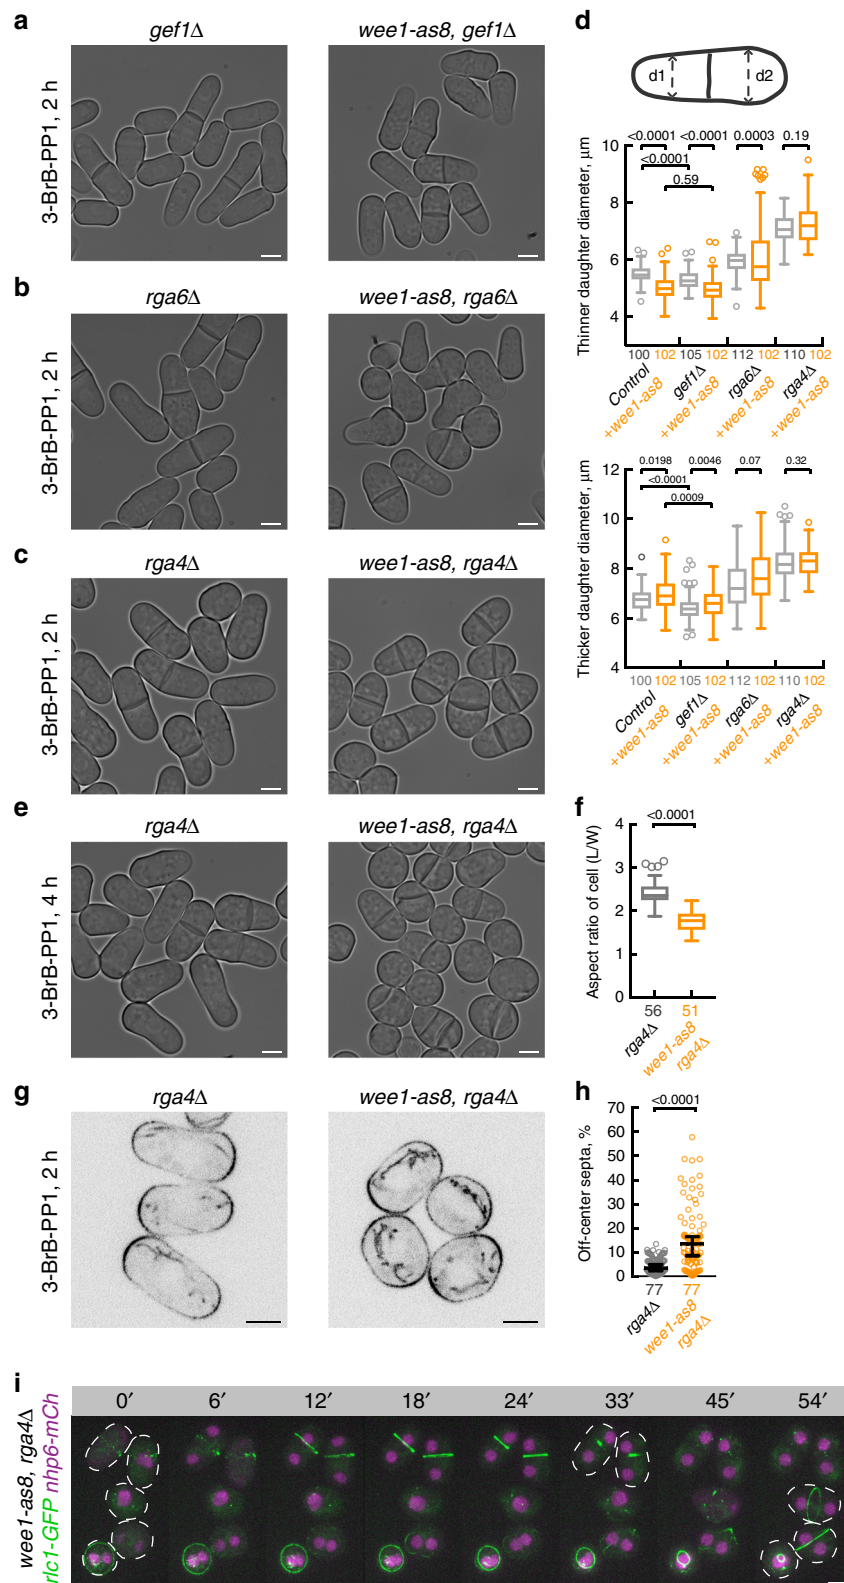 a
gef1Δ
wee1-as8, gef1Δ
3-BrB-PP1, 2 h
b
rga6Δ
wee1-as8, rga6Δ
3-BrB-PP1, 2 h
c
rga4Δ
wee1-as8, rga4Δ
3-BrB-PP1, 2 h
e
rga4Δ
wee1-as8, rga4Δ
3-BrB-PP1, 4 h
g
rga4Δ
wee1-as8, rga4Δ
3-BrB-PP1, 2 h
d
d1 d2
<0.0001 <0.0001 0.0003 0.19
<0.0001
0.59
10
8
6
4
Thinner daughter diameter, μm
100 102 105 102 112 102 110 102
Control
+wee1-as8
gef1Δ
+wee1-as8
rga6Δ
+wee1-as8
rga4Δ
+wee1-as8
0.0198 0.0046 0.07 0.32
<0.0001
0.0009
12
10
8
6
4
Thicker daughter diameter, μm
100 102 105 102 112 102 110 102
Control
+wee1-as8
gef1Δ
+wee1-as8
rga6Δ
+wee1-as8
rga4Δ
+wee1-as8
f
<0.0001
4
3
2
1
0
Aspect ratio of cell (L/W)
56 51
rga4Δ
wee1-as8
rga4Δ
h
<0.0001
70
60
50
40
30
20
10
0
Off-center septa, %
77 77
rga4Δ
wee1-as8
rga4Δ
i
0′ 6′ 12′ 18′ 24′ 33′ 45′ 54′
wee1-as8, rga4Δ
rlc1-GFP nhp6-mCh